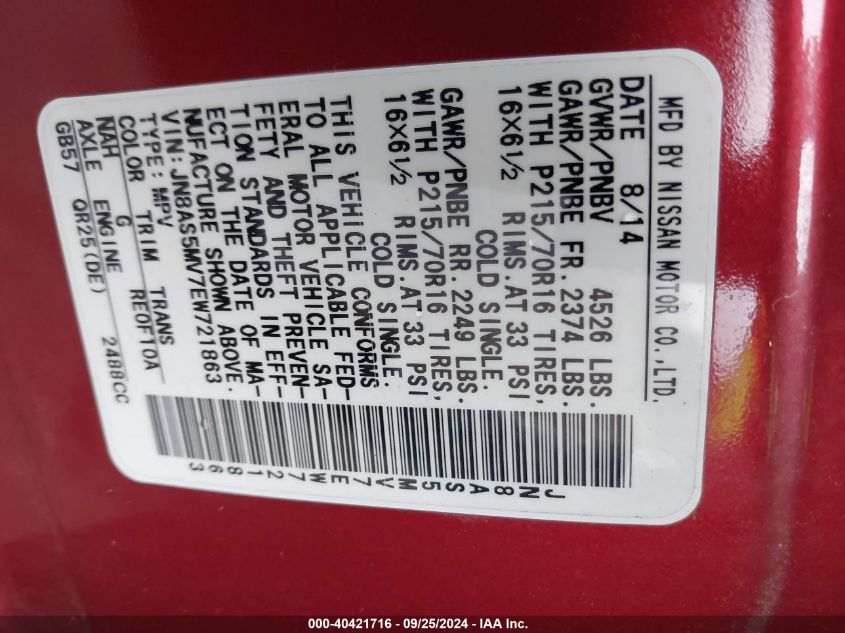 MFD BY NISSAN MOTOR CO.,LTD.
DATE 8/14
GVWR/PNBV 4526 LBS.
GAWR/PNBE FR. 2374 LBS.
WITH P215/70R16 TIRES,
16X6½ RIMS.AT 33 PSI
COLD SINGLE.
GAWR/PNBE RR. 2249 LBS.
WITH P215/70R16 TIRES,
16X6½ RIMS.AT 33 PSI
COLD SINGLE.
THIS VEHICLE CONFORMS
TO ALL APPLICABLE FED-
ERAL MOTOR VEHICLE SA-
FETY AND THEFT PREVEN-
TION STANDARDS IN EFF-
ECT ON THE DATE OF MA-
NUFACTURE SHOWN ABOVE.
VIN:JN8AS5MV7EW721863
TYPE:MPV
COLOR TRIM TRANS
NAH G RE0F10A
AXLE ENGINE
GB57 QR25(DE) 2488CC
JN8AS5MV7EW721863
000-40421716 • 09/25/2024 • IAA Inc.